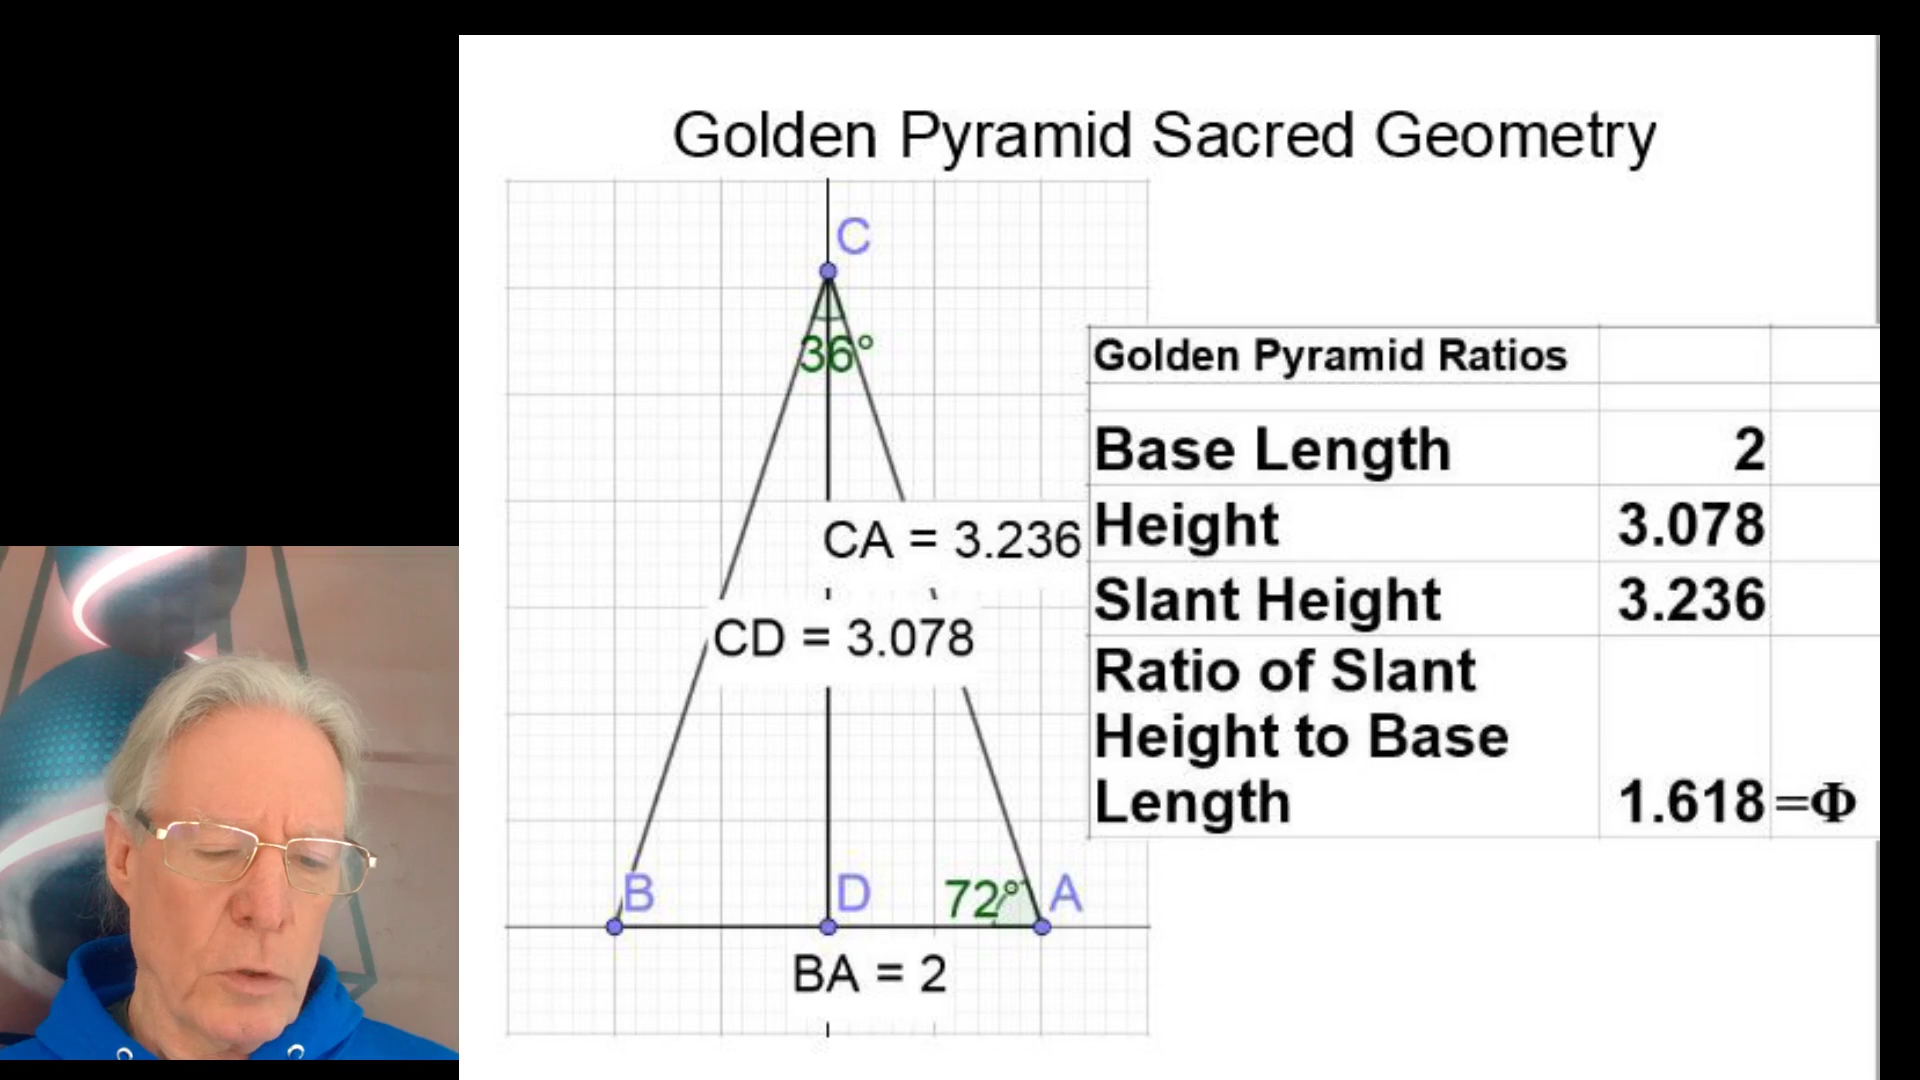 Golden Pyramid Sacred Geometry
C
36°
CA = 3.236
CD = 3.078
B
D
72°
A
BA = 2
Golden Pyramid Ratios
Base Length 2
Height 3.078
Slant Height 3.236
Ratio of Slant
Height to Base
Length 1.618=Φ